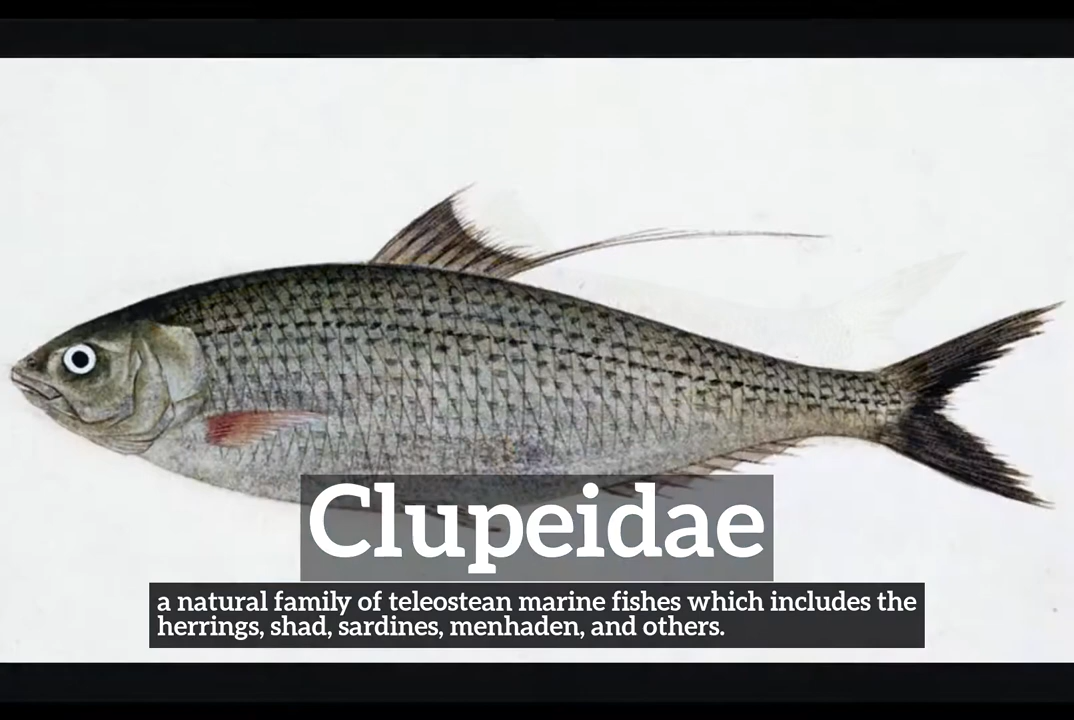 Clupeidae
a natural family of teleostean marine fishes which includes the
herrings, shad, sardines, menhaden, and others.